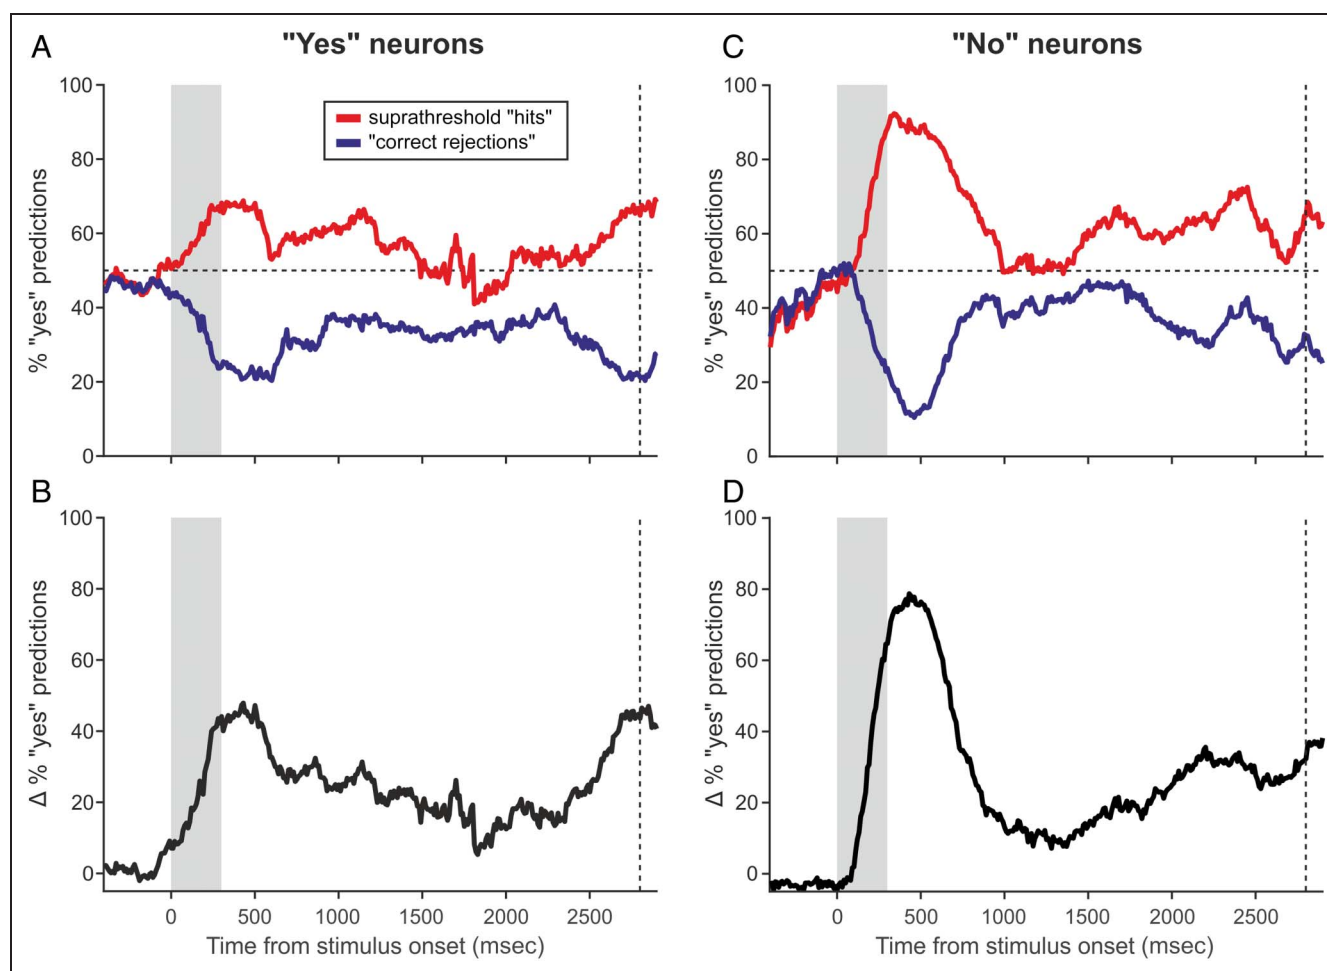 A
"Yes" neurons
100
80
60
40
20
0
% "yes" predictions
suprathreshold "hits"
"correct rejections"
C
"No" neurons
100
80
60
40
20
0
% "yes" predictions
B
100
80
60
40
20
0
Δ % "yes" predictions
0 500 1000 1500 2000 2500
Time from stimulus onset (msec)
D
100
80
60
40
20
0
Δ % "yes" predictions
0 500 1000 1500 2000 2500
Time from stimulus onset (msec)